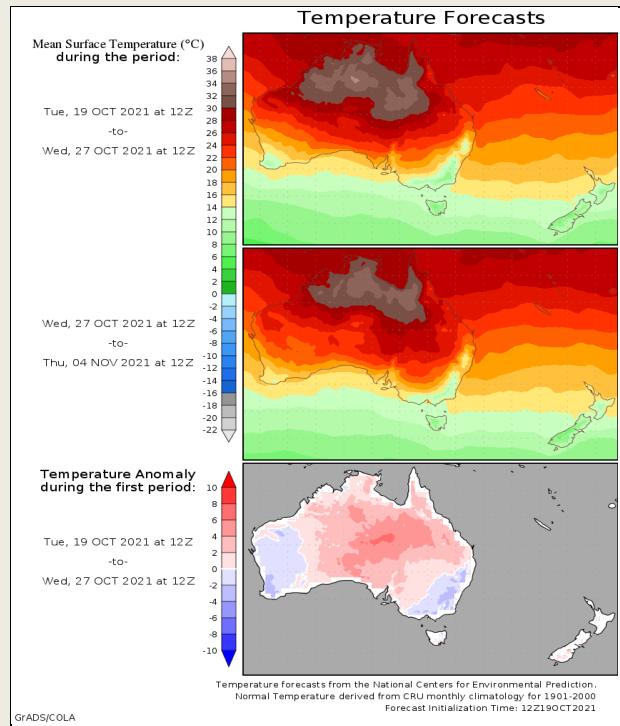 Temperature Forecasts
Mean Surface Temperature (°C)
during the period:
Tue, 19 OCT 2021 at 12Z
-to-
Wed, 27 OCT 2021 at 12Z
38
36
34
32
30
28
26
24
22
20
18
16
14
12
10
8
6
4
2
0
-2
-4
-6
-8
-10
-12
-14
-16
-18
-20
-22
Wed, 27 OCT 2021 at 12Z
-to-
Thu, 04 NOV 2021 at 12Z
Temperature Anomaly
during the first period:
Tue, 19 OCT 2021 at 12Z
-to-
Wed, 27 OCT 2021 at 12Z
10
8
6
4
2
0
-2
-4
-6
-8
-10
Temperature forecasts from the National Centers for Environmental Prediction.
Normal Temperature derived from CRU monthly climatology for 1901-2000
Forecast Initialization Time: 12Z19OCT2021
GrADS/COLA